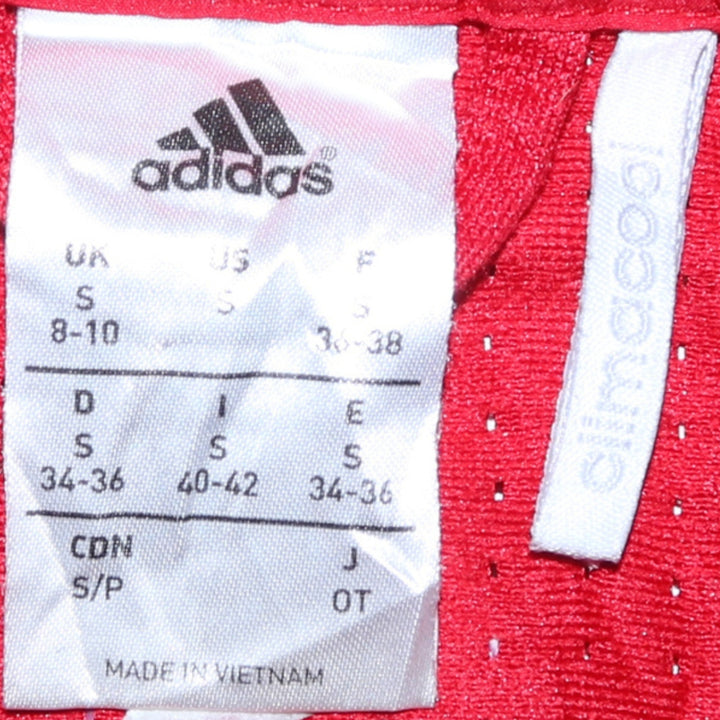 adidas®
UK US F
S S S
8-10 36-38
D I E
S S S
34-36 40-42 34-36
CDN J
S/P OT
MADE IN VIETNAM
climacool